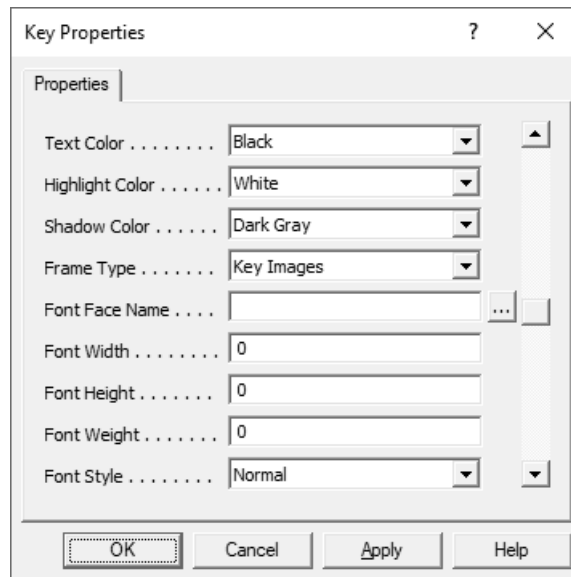 Key Properties ? ×
Properties
Text Color . . . . . . . . Black
Highlight Color . . . . . . White
Shadow Color . . . . . . Dark Gray
Frame Type . . . . . . . Key Images
Font Face Name . . . . ...
Font Width . . . . . . . . 0
Font Height . . . . . . . 0
Font Weight . . . . . . . 0
Font Style . . . . . . . . Normal
OK Cancel Apply Help